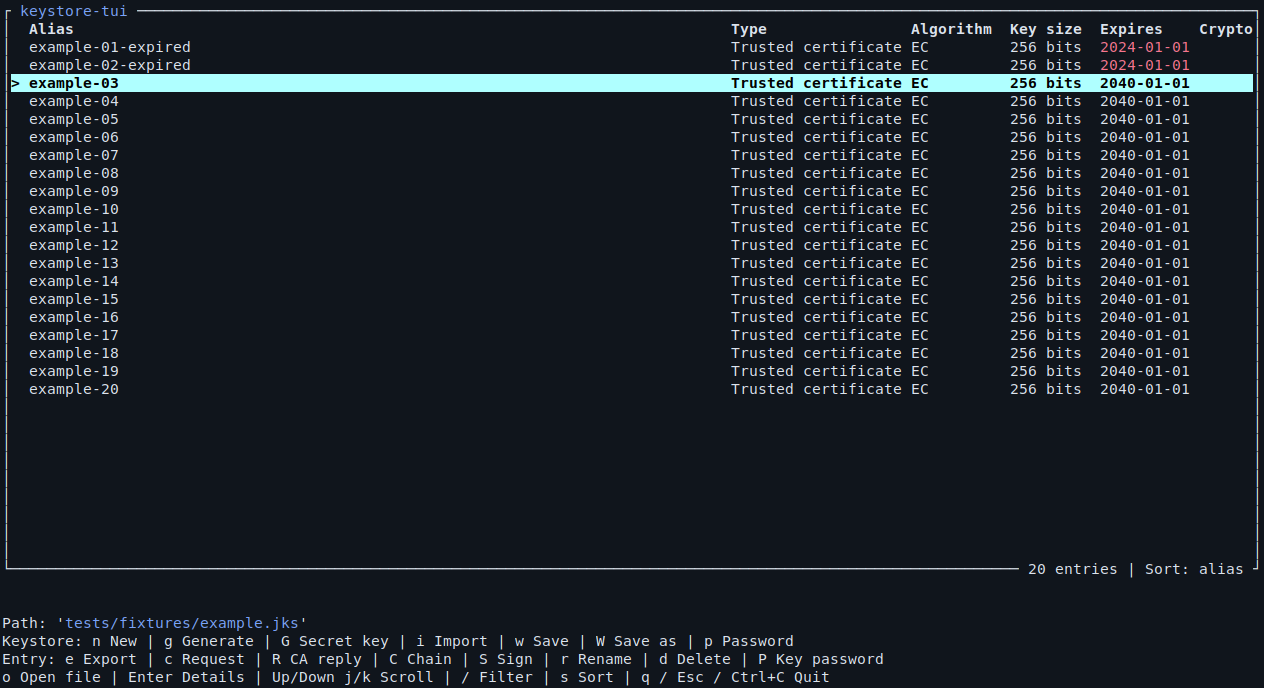 keystore-tui
Alias Type Algorithm Key size Expires Crypto
example-01-expired Trusted certificate EC 256 bits 2024-01-01
example-02-expired Trusted certificate EC 256 bits 2024-01-01
> example-03 Trusted certificate EC 256 bits 2040-01-01
example-04 Trusted certificate EC 256 bits 2040-01-01
example-05 Trusted certificate EC 256 bits 2040-01-01
example-06 Trusted certificate EC 256 bits 2040-01-01
example-07 Trusted certificate EC 256 bits 2040-01-01
example-08 Trusted certificate EC 256 bits 2040-01-01
example-09 Trusted certificate EC 256 bits 2040-01-01
example-10 Trusted certificate EC 256 bits 2040-01-01
example-11 Trusted certificate EC 256 bits 2040-01-01
example-12 Trusted certificate EC 256 bits 2040-01-01
example-13 Trusted certificate EC 256 bits 2040-01-01
example-14 Trusted certificate EC 256 bits 2040-01-01
example-15 Trusted certificate EC 256 bits 2040-01-01
example-16 Trusted certificate EC 256 bits 2040-01-01
example-17 Trusted certificate EC 256 bits 2040-01-01
example-18 Trusted certificate EC 256 bits 2040-01-01
example-19 Trusted certificate EC 256 bits 2040-01-01
example-20 Trusted certificate EC 256 bits 2040-01-01
20 entries | Sort: alias
Path: 'tests/fixtures/example.jks'
Keystore: n New | g Generate | G Secret key | i Import | w Save | W Save as | p Password
Entry: e Export | c Request | R CA reply | C Chain | S Sign | r Rename | d Delete | P Key password
o Open file | Enter Details | Up/Down j/k Scroll | / Filter | s Sort | q / Esc / Ctrl+C Quit